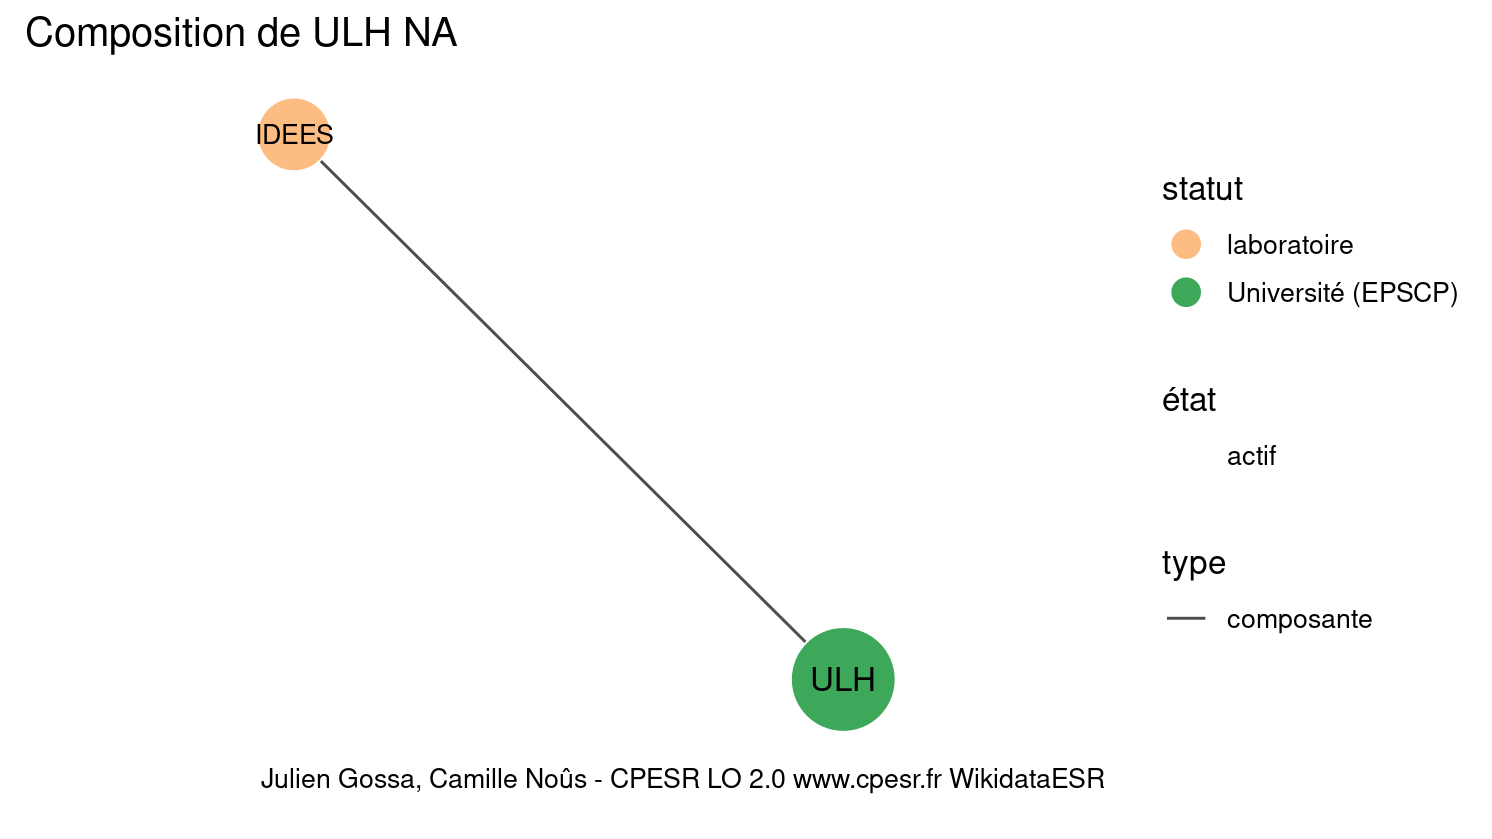 Composition de ULH NA
IDEES
statut
laboratoire
Université (EPSCP)
état
actif
type
composante
ULH
Julien Gossa, Camille Noûs - CPESR LO 2.0 www.cpesr.fr WikidataESR